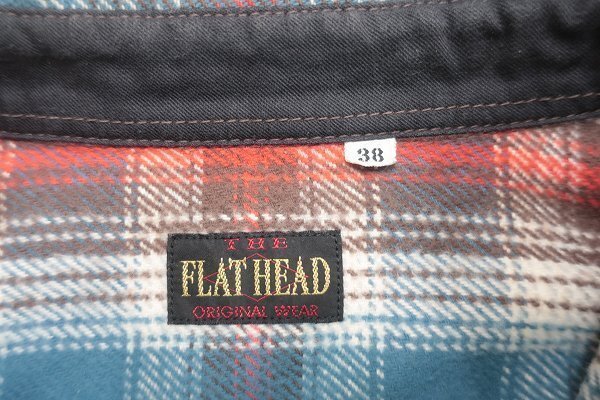 38
THE
FLAT HEAD
ORIGINAL WEAR